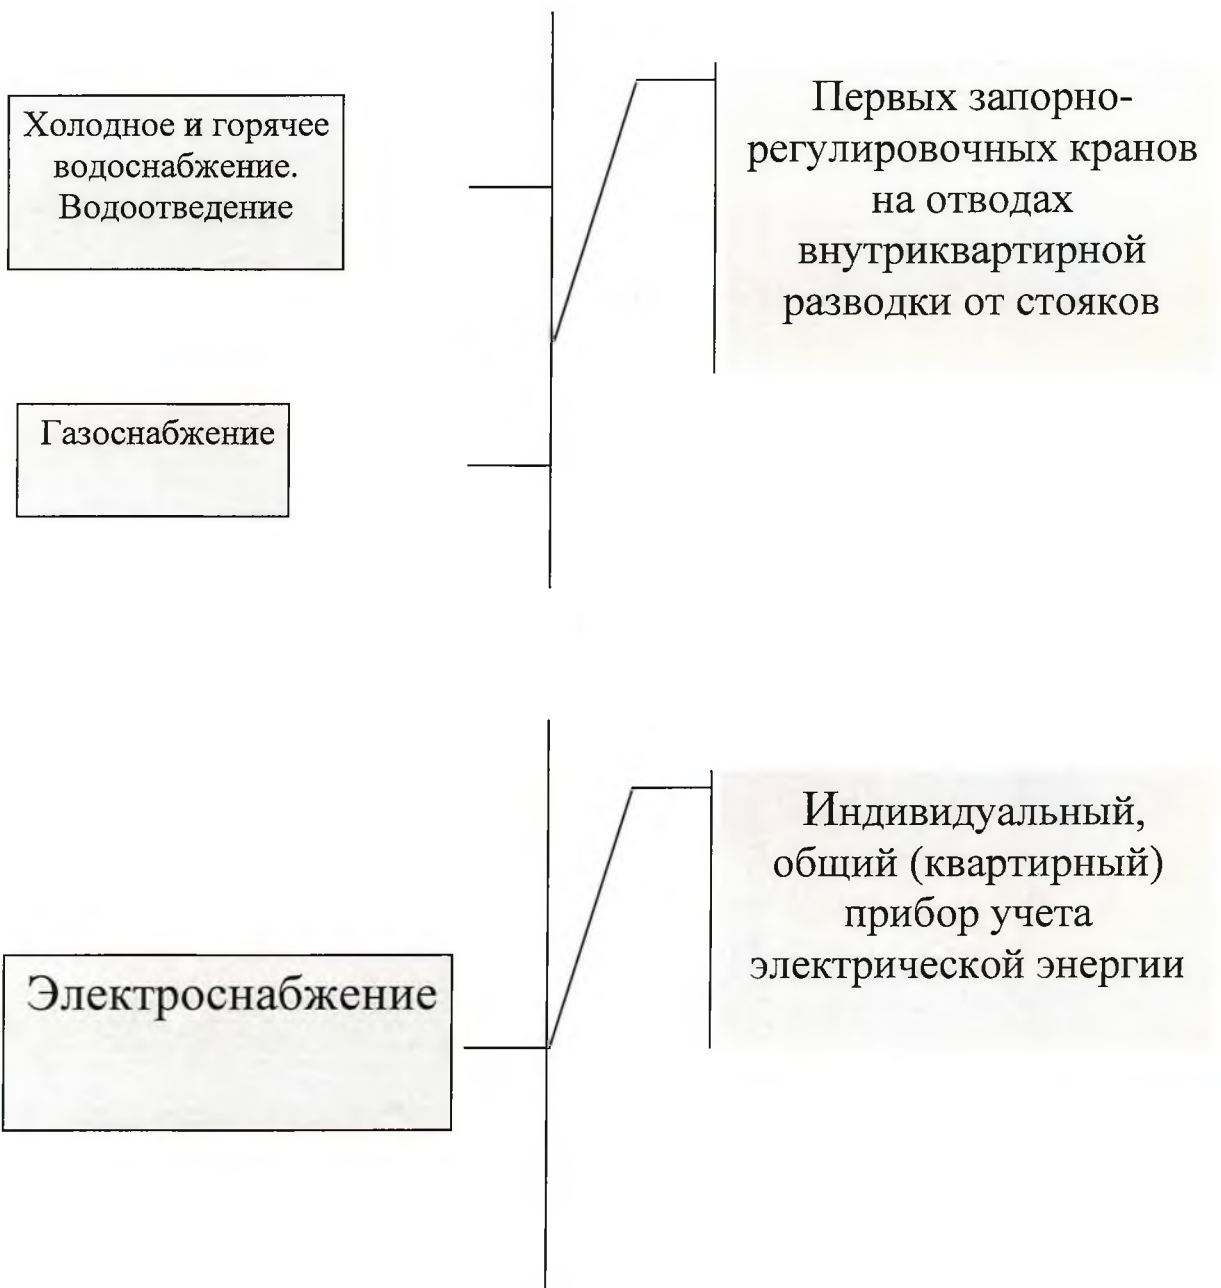 Холодное и горячее
водоснабжение.
Водоотведение
Первых запорно-
регулировочных кранов
на отводах
внутриквартирной
разводки от стояков
Газоснабжение
Индивидуальный,
общий (квартирный)
прибор учета
электрической энергии
Электроснабжение